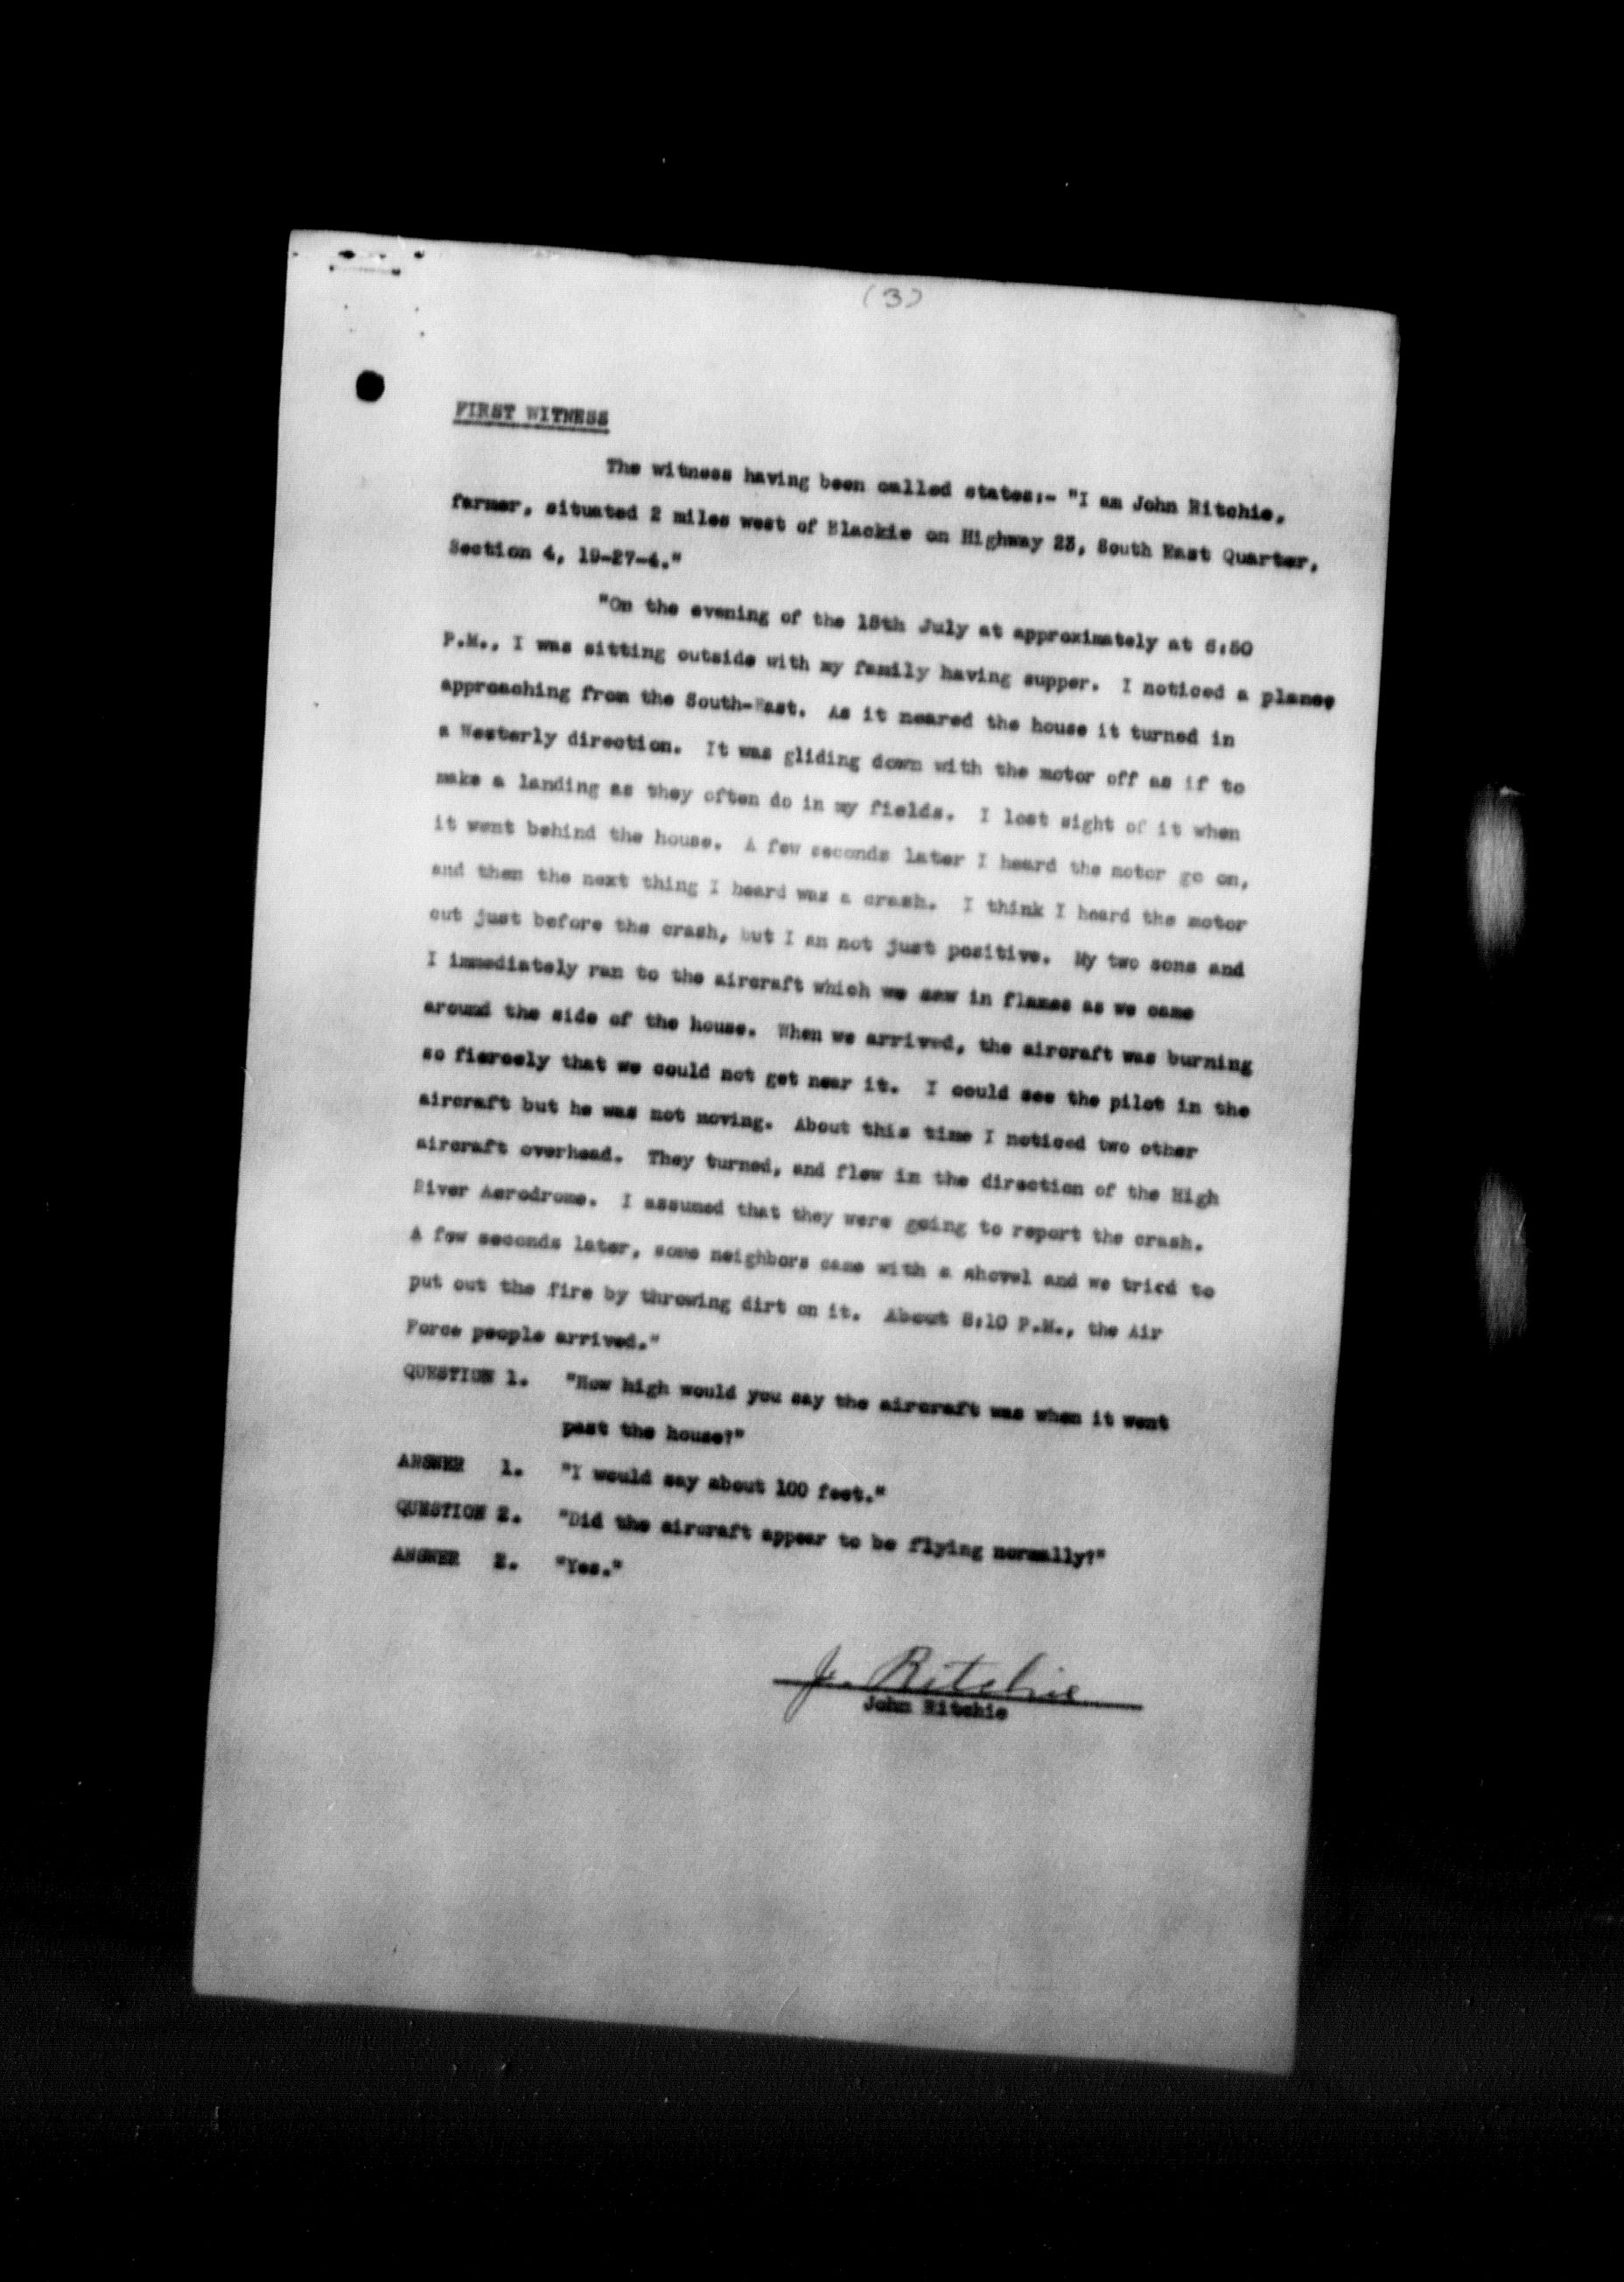 (3)
FIRST WITNESS
The witness having been called states:- "I am John Ritchie,
farmer, situated 2 miles west of Blackie on Highway 23, South East Quarter,
Section 4, 19-27-4."
"On the evening of the 15th July at approximately at 6:50
P.M., I was sitting outside with my family having supper. I noticed a plane
approaching from the South-East. As it neared the house it turned in
a Westerly direction. It was gliding down with the motor off as if to
make a landing as they often do in my fields. I lost sight of it when
it went behind the house. A few seconds later I heard the motor go on,
and then the next thing I heard was a crash. I think I heard the motor
cut just before the crash, but I am not just positive. My two sons and
I immediately ran to the aircraft which we saw in flames as we came
around the side of the house. When we arrived, the aircraft was burning
so fiercely that we could not get near it. I could see the pilot in the
aircraft but he was not moving. About this time I noticed two other
aircraft overhead. They turned, and flew in the direction of the High
River Aerodrome. I assumed that they were going to report the crash.
A few seconds later, some neighbors came with a shovel and we tried to
put out the fire by throwing dirt on it. About 8:10 P.M., the Air
Force people arrived."
QUESTION 1. "How high would you say the aircraft was when it went
past the house?"
ANSWER 1. "I would say about 100 feet."
QUESTION 2. "Did the aircraft appear to be flying normally?"
ANSWER 2. "Yes."
J. Ritchie
John Ritchie